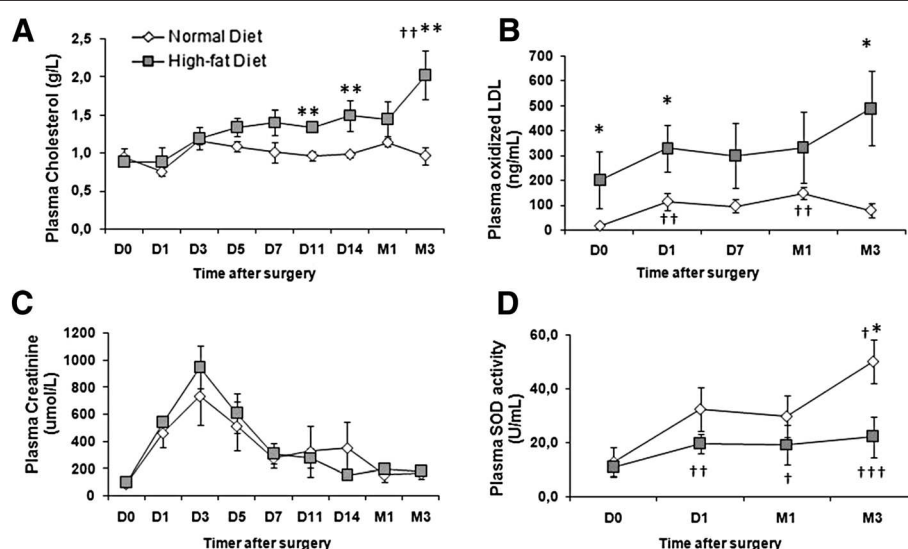 A
Normal Diet
High-fat Diet
††**
**
**
Plasma Cholesterol (g/L)
2,5
2,0
1,5
1,0
0,5
0,0
D0 D1 D3 D5 D7 D11 D14 M1 M3
Time after surgery
B
*
*
*
Plasma oxidized LDL
(ng/mL)
700
600
500
400
300
200
100
0
††
††
D0 D1 D7 M1 M3
Time after surgery
C
Plasma Creatinine
(umol/L)
1200
1000
800
600
400
200
0
D0 D1 D3 D5 D7 D11 D14 M1 M3
Timer after surgery
D
†*
Plasma SOD activity
(U/mL)
60,0
40,0
20,0
0,0
††
†
†††
D0 D1 M1 M3
Time after surgery